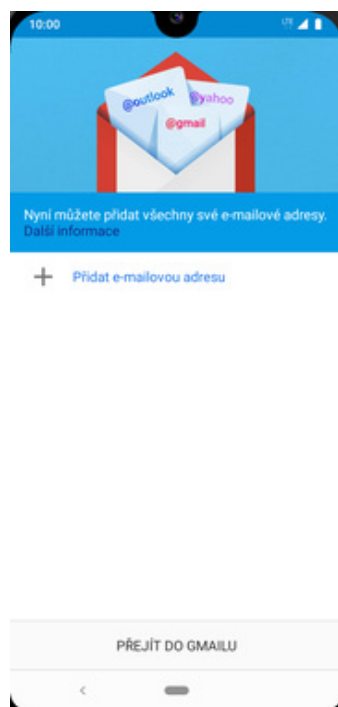 10:00
LTE
@outlook
@yahoo
@gmail
Nyní můžete přidat všechny své e-mailové adresy.
Další informace
Přidat e-mailovou adresu
PŘEJÍT DO GMAILU